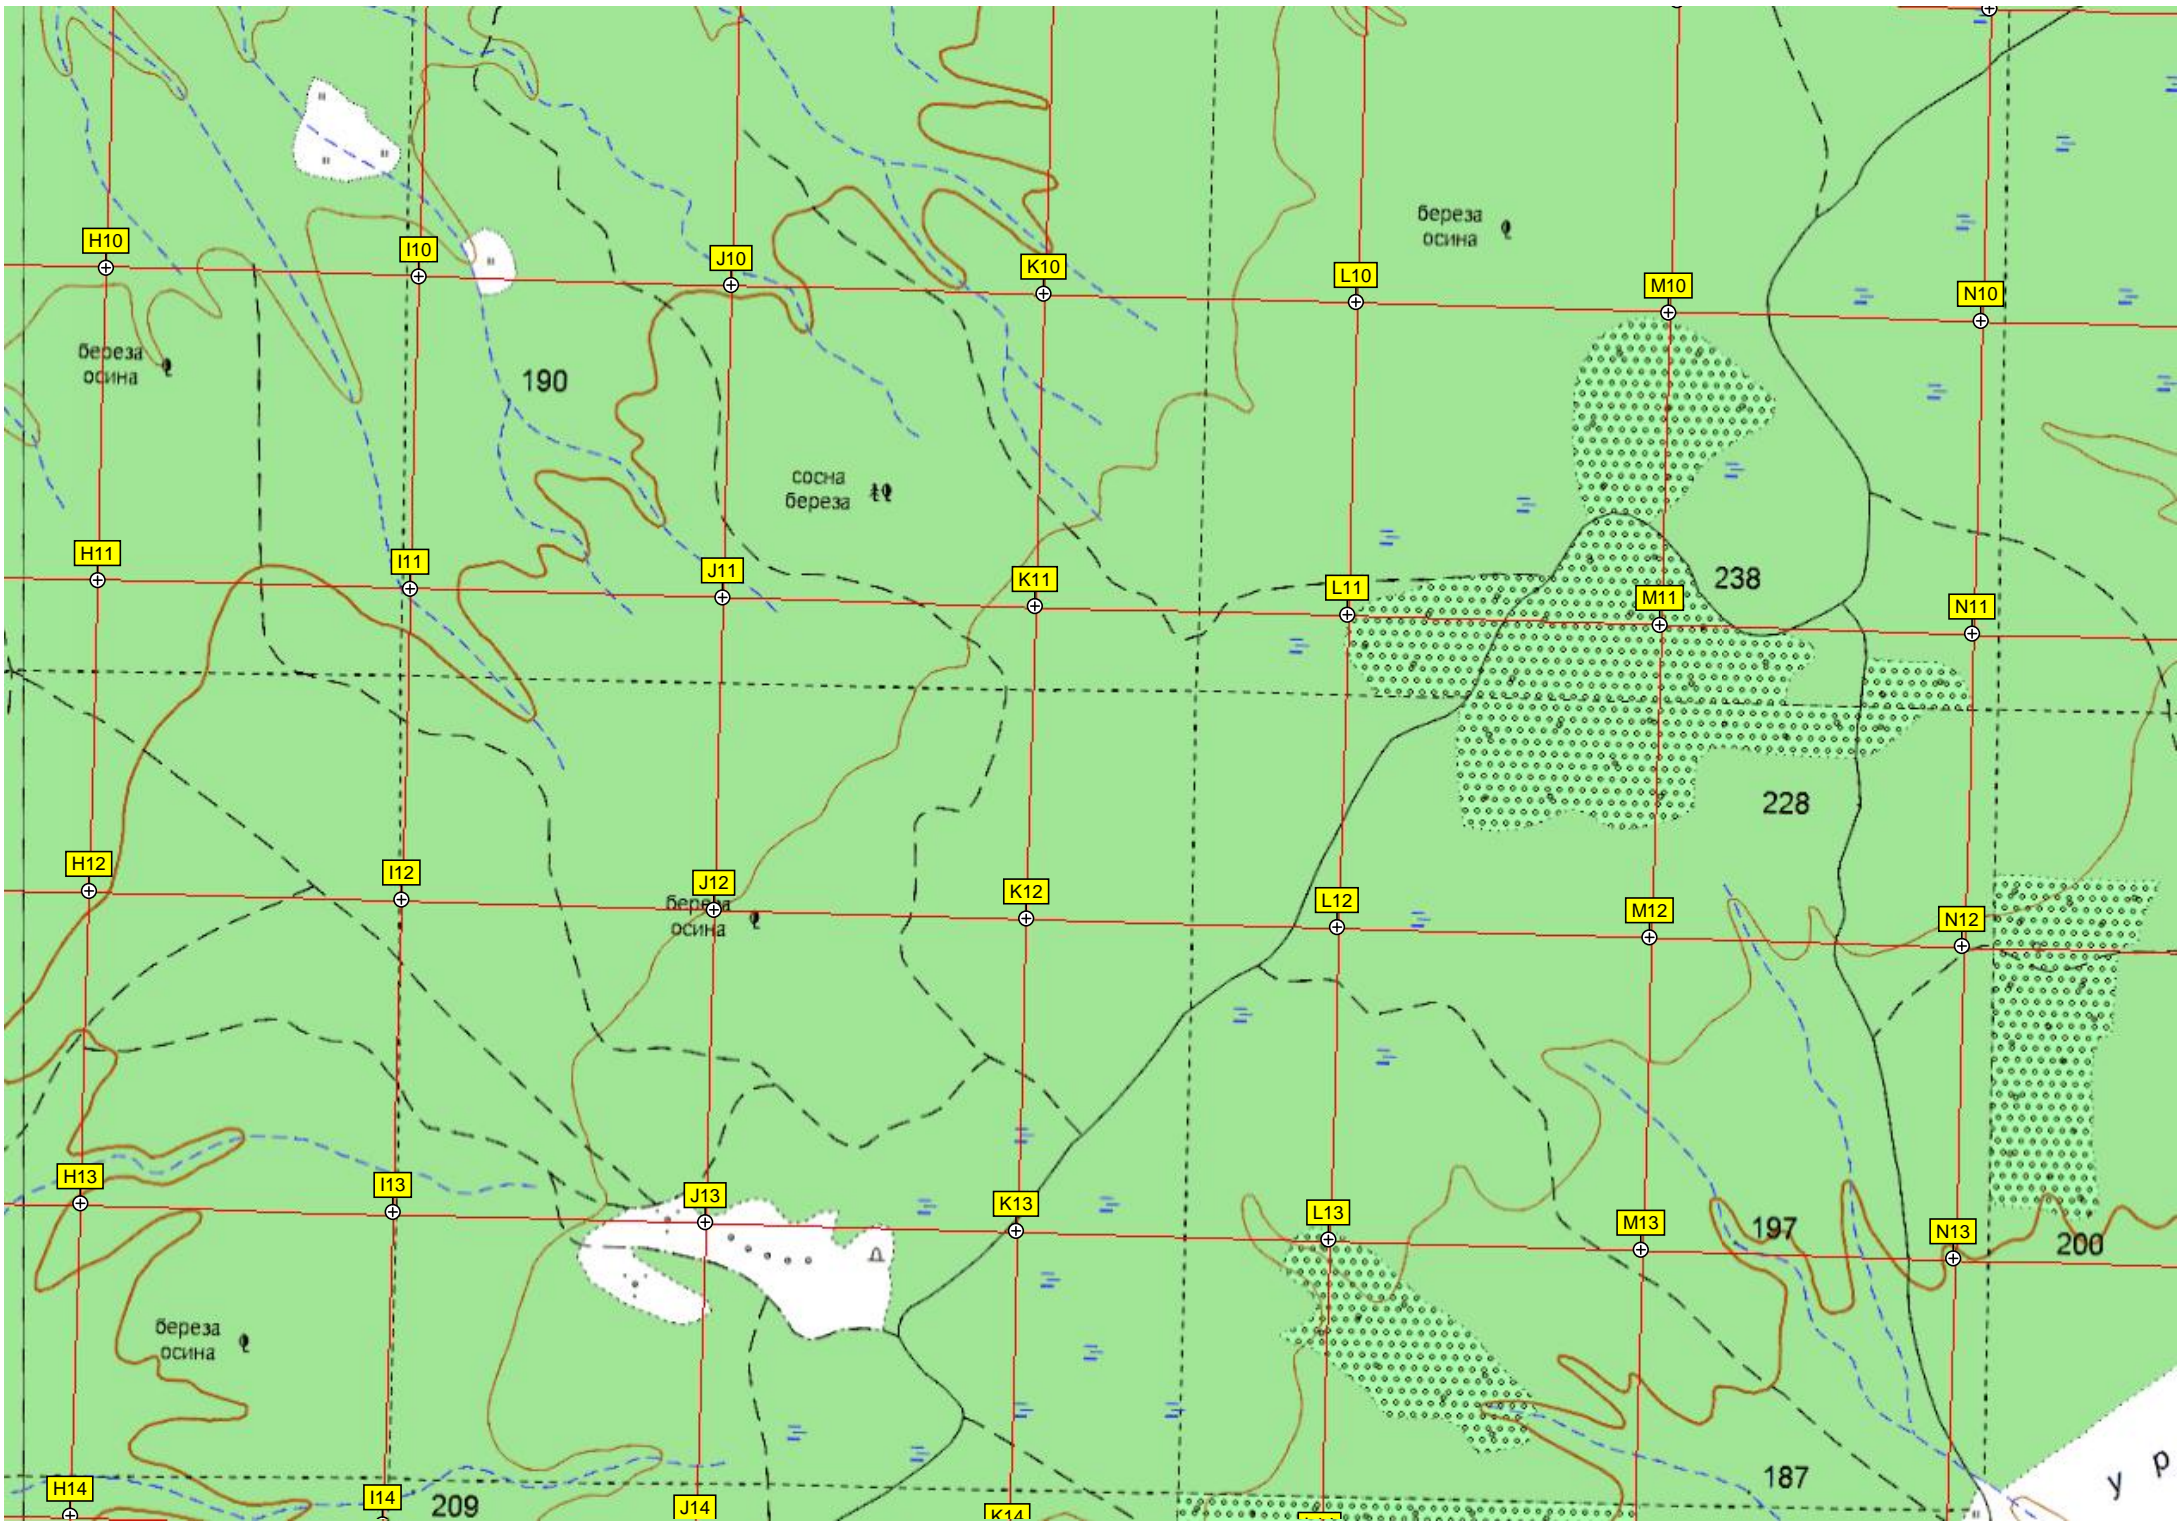 береза
осина
H10
I10
J10
K10
L10
M10
N10
береза
осина
190
сосна
береза
H11
I11
J11
K11
L11
M11
N11
238
228
H12
I12
J12
K12
L12
M12
N12
береза
осина
H13
I13
J13
K13
L13
M13
N13
197
200
береза
осина
187
у р
H14
I14
J14
K14
209